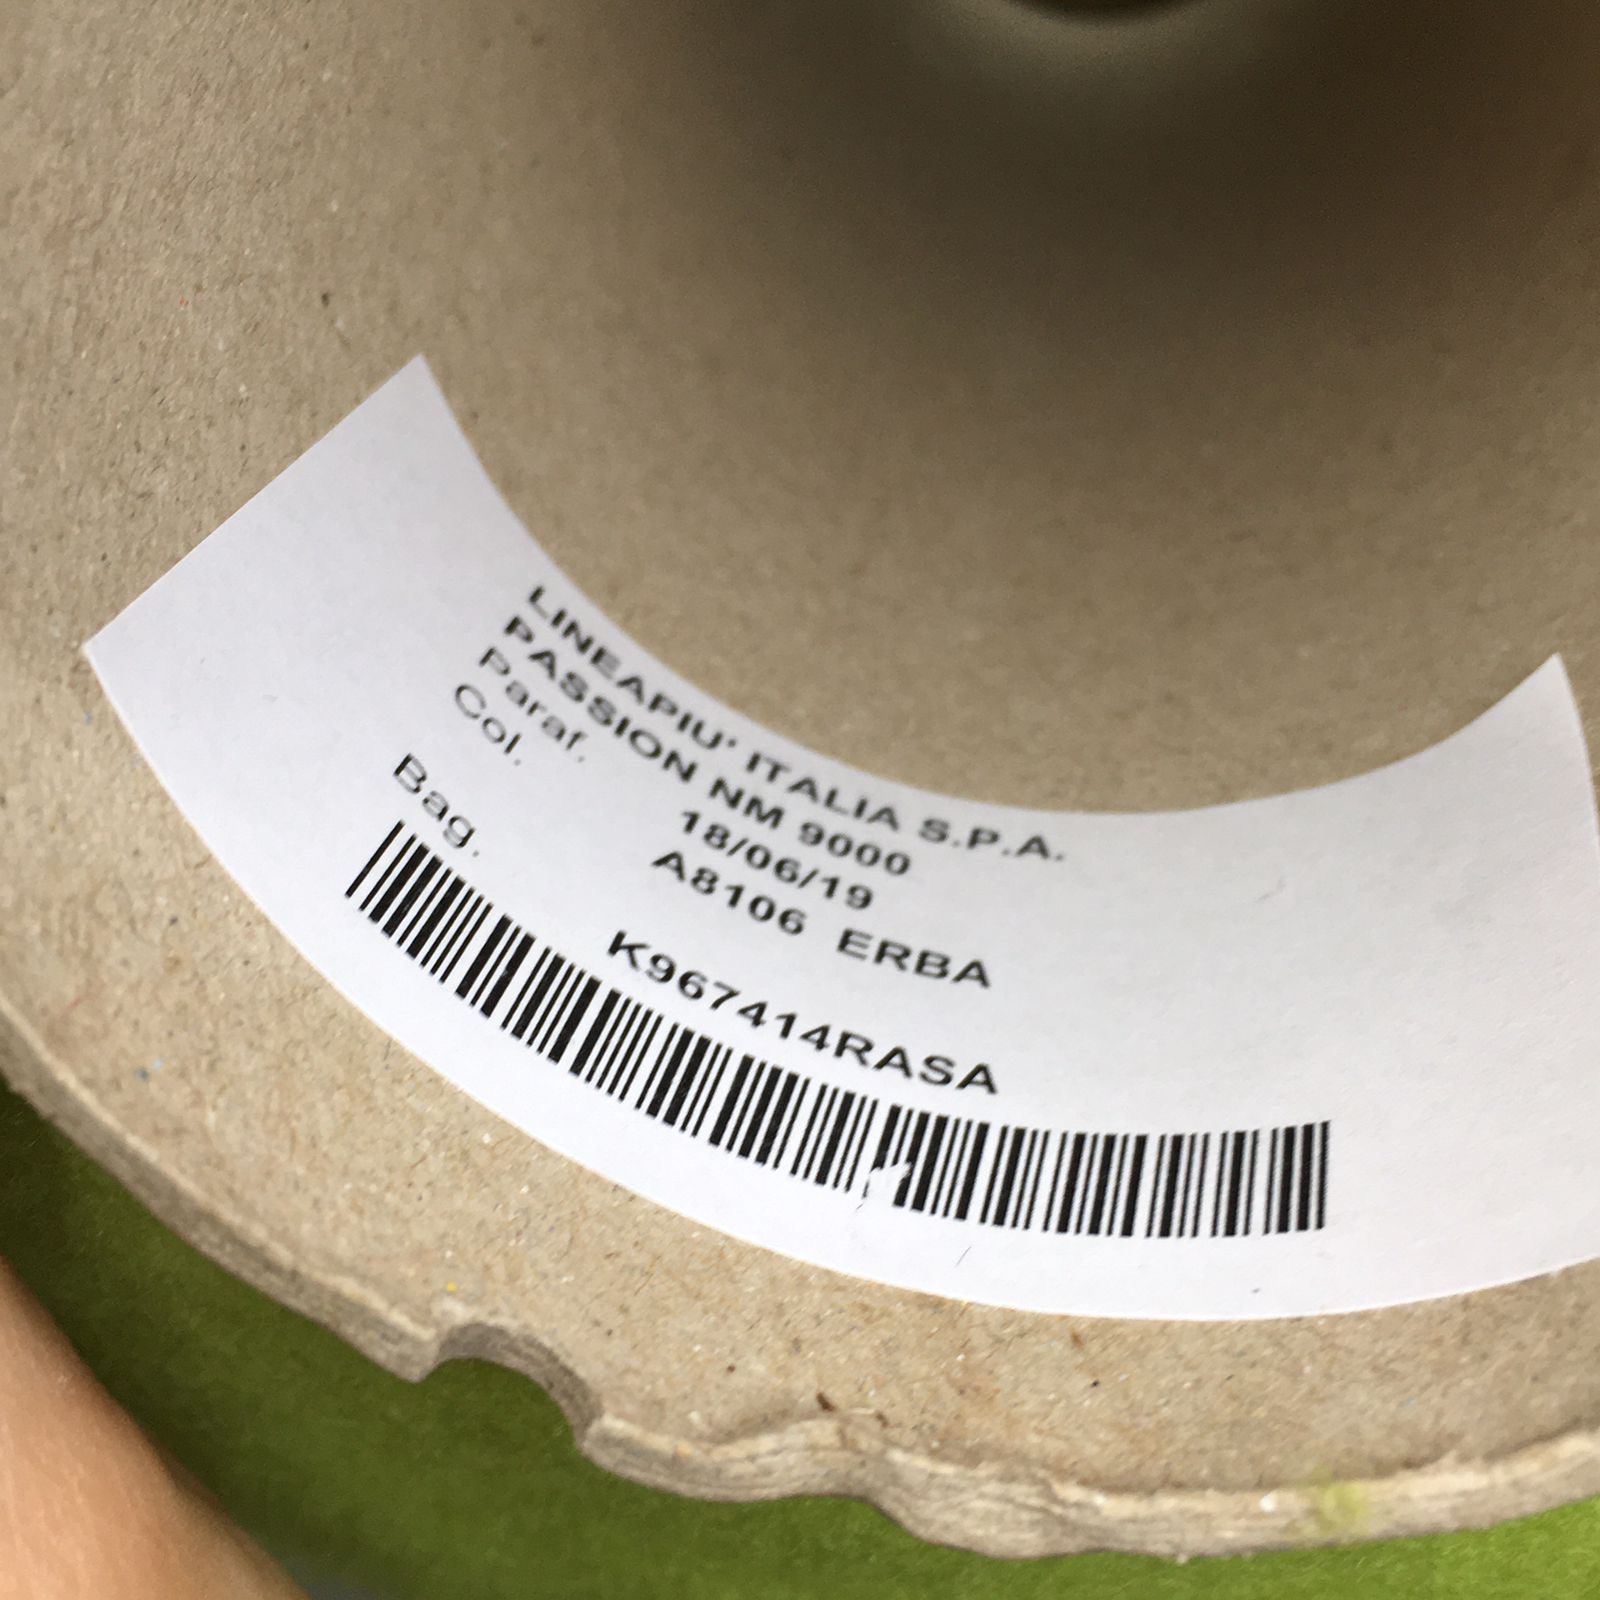 LINEAPIU' ITALIA S.P.A.
PASSION NM 9000
Paraf. 18/06/19
Col. A8106 ERBA
Bag. K967414RASA